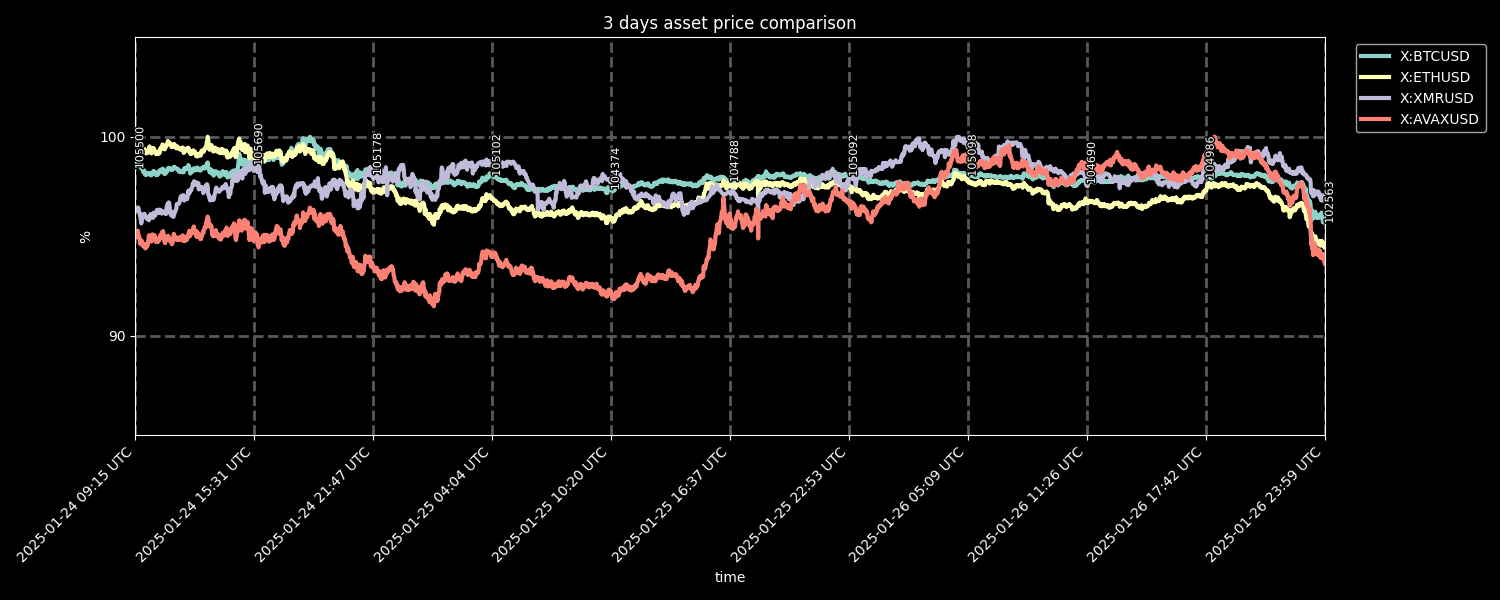 3 days asset price comparison
X:BTCUSD
X:ETHUSD
X:XMRUSD
X:AVAXUSD
100
90
%
105500
105690
105178
105102
104374
104788
105092
105098
104690
104986
102563
2025-01-24 09:15 UTC
2025-01-24 15:31 UTC
2025-01-24 21:47 UTC
2025-01-25 04:04 UTC
2025-01-25 10:20 UTC
2025-01-25 16:37 UTC
2025-01-25 22:53 UTC
2025-01-26 05:09 UTC
2025-01-26 11:26 UTC
2025-01-26 17:42 UTC
2025-01-26 23:59 UTC
time